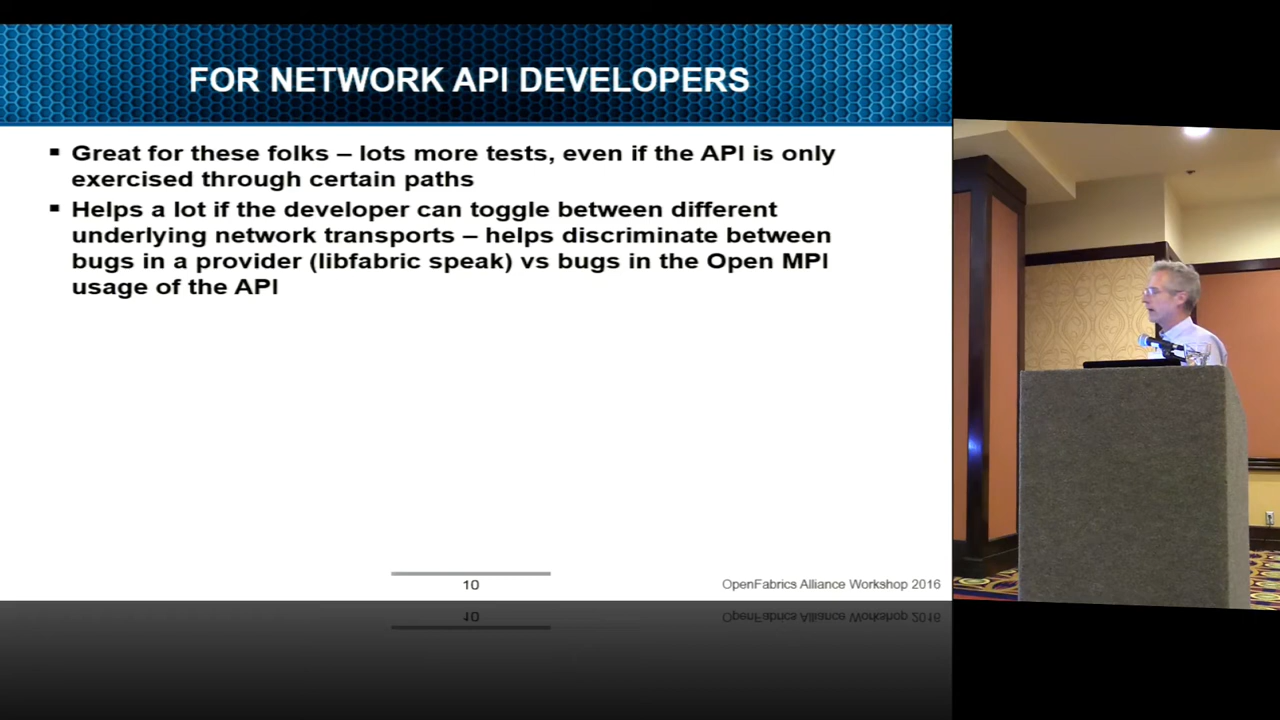 FOR NETWORK API DEVELOPERS
Great for these folks – lots more tests, even if the API is only
exercised through certain paths
Helps a lot if the developer can toggle between different
underlying network transports – helps discriminate between
bugs in a provider (libfabric speak) vs bugs in the Open MPI
usage of the API
10
OpenFabrics Alliance Workshop 2016